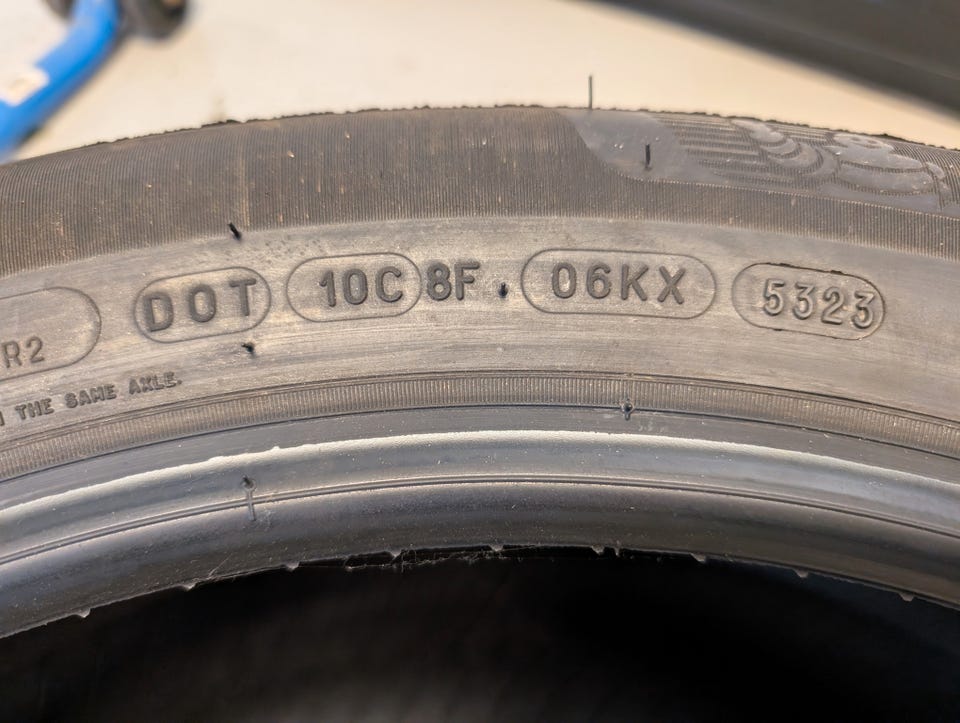 DOT 10C 8F 06KX 5323
R2
THE SAME AXLE.